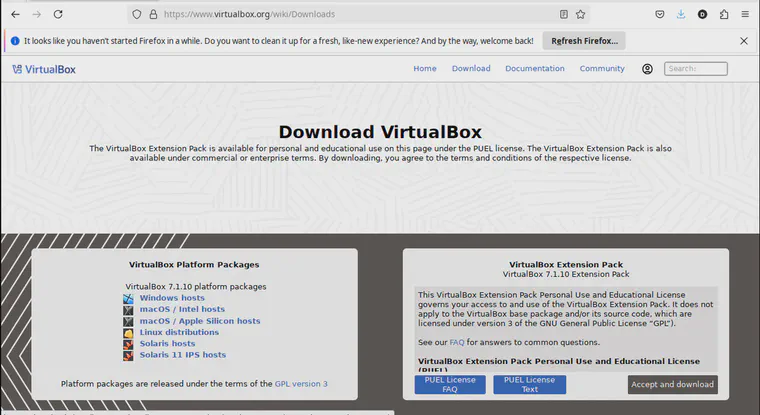 https://www.virtualbox.org/wiki/Downloads
It looks like you haven't started Firefox in a while. Do you want to clean it up for a fresh, like-new experience? And by the way, welcome back! Refresh Firefox...
VirtualBox Home Download Documentation Community Search:
Download VirtualBox
The VirtualBox Extension Pack is available for personal and educational use on this page under the PUEL license. The VirtualBox Extension Pack is also
available under commercial or enterprise terms. By downloading, you agree to the terms and conditions of the respective license.
VirtualBox Platform Packages
VirtualBox 7.1.10 platform packages
Windows hosts
macOS / Intel hosts
macOS / Apple Silicon hosts
Linux distributions
Solaris hosts
Solaris 11 IPS hosts
Platform packages are released under the terms of the GPL version 3
VirtualBox Extension Pack
VirtualBox 7.1.10 Extension Pack
This VirtualBox Extension Pack Personal Use and Educational License
governs your access to and use of the VirtualBox Extension Pack. It does not
apply to the VirtualBox base package and/or its source code, which are
licensed under version 3 of the GNU General Public License "GPL").
See our FAQ for answers to common questions.
VirtualBox Extension Pack Personal Use and Educational License
(PUEL)
PUEL License
FAQ
PUEL License
Text
Accept and download